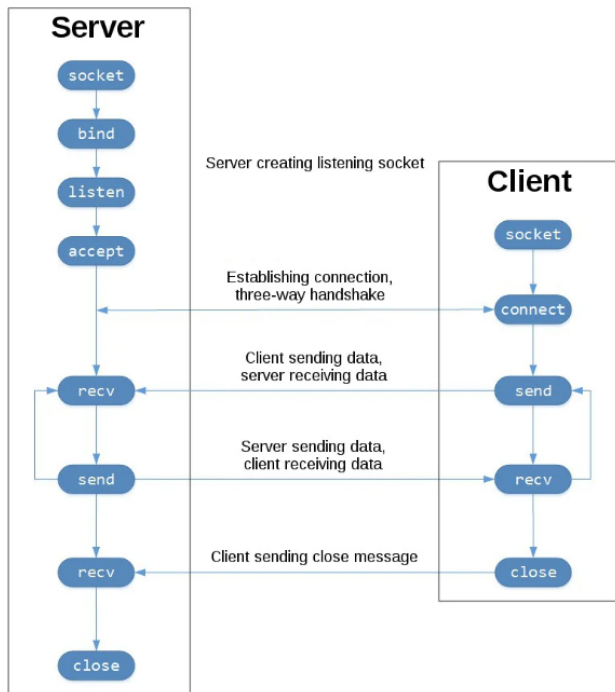 Server
socket
bind
Server creating listening socket
listen
Client
socket
accept
Establishing connection,
three-way handshake
connect
Client sending data,
server receiving data
recv
send
Server sending data,
client receiving data
send
recv
Client sending close message
recv
close
close